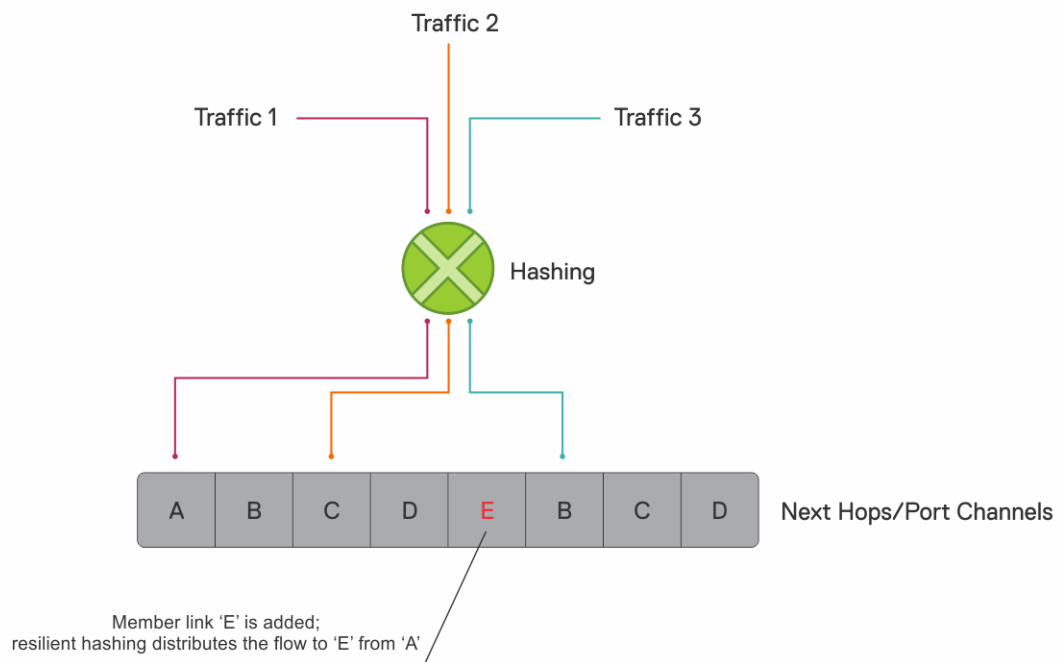 Traffic 2
Traffic 1
Traffic 3
Hashing
A B C D E B C D
Next Hops/Port Channels
Member link ‘E’ is added;
resilient hashing distributes the flow to ‘E’ from ‘A’